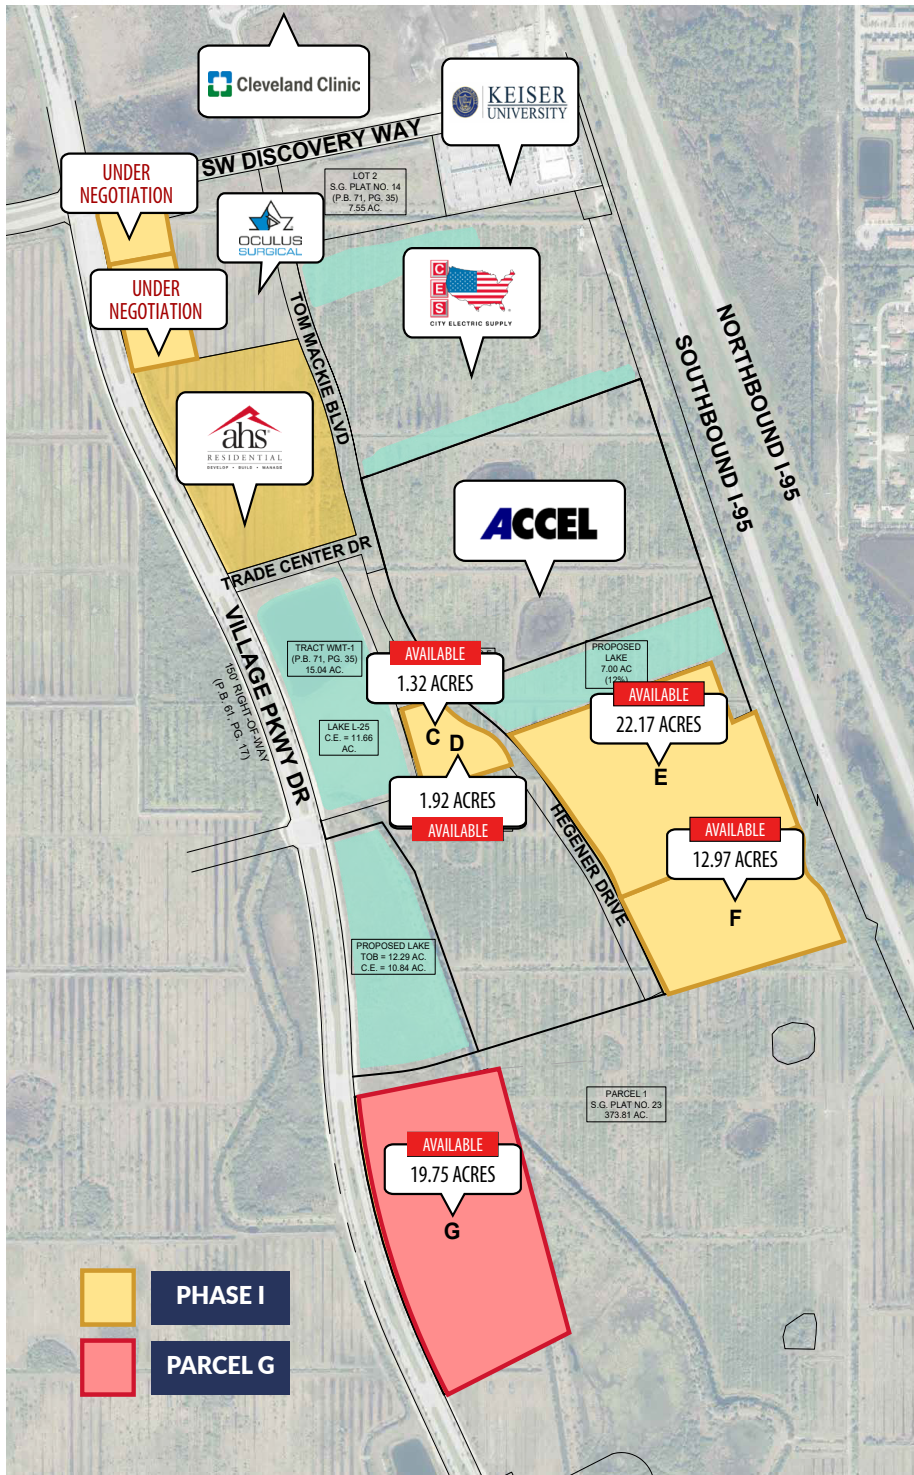 Cleveland Clinic
KEISER
UNIVERSITY
SW DISCOVERY WAY
UNDER
NEGOTIATION
LOT 2
S.G. PLAT NO. 14
(P.B. 71, PG. 35)
7.55 AC.
OCULUS
SURGICAL
UNDER
NEGOTIATION
C
E
S
CITY ELECTRIC SUPPLY
TOM MACKIE BLVD
NORTHBOUND I-95
SOUTHBOUND I-95
ahs
RESIDENTIAL
DEVELOP • BUILD • MANAGE
ACCEL
TRADE CENTER DR
VILLAGE PKWY DR
150' RIGHT-OF-WAY
(P.B. 61, PG. 17)
TRACT WMT-1
(P.B. 71, PG. 35)
15.04 AC.
AVAILABLE
1.32 ACRES
PROPOSED
LAKE
7.00 AC
(12%)
AVAILABLE
22.17 ACRES
LAKE L-25
C.E. = 11.66
AC.
C
D
E
1.92 ACRES
AVAILABLE
HEGENER DRIVE
AVAILABLE
12.97 ACRES
F
PROPOSED LAKE
TOB = 12.29 AC.
C.E. = 10.84 AC.
PARCEL 1
S.G. PLAT NO. 23
373.81 AC.
AVAILABLE
19.75 ACRES
G
PHASE I
PARCEL G